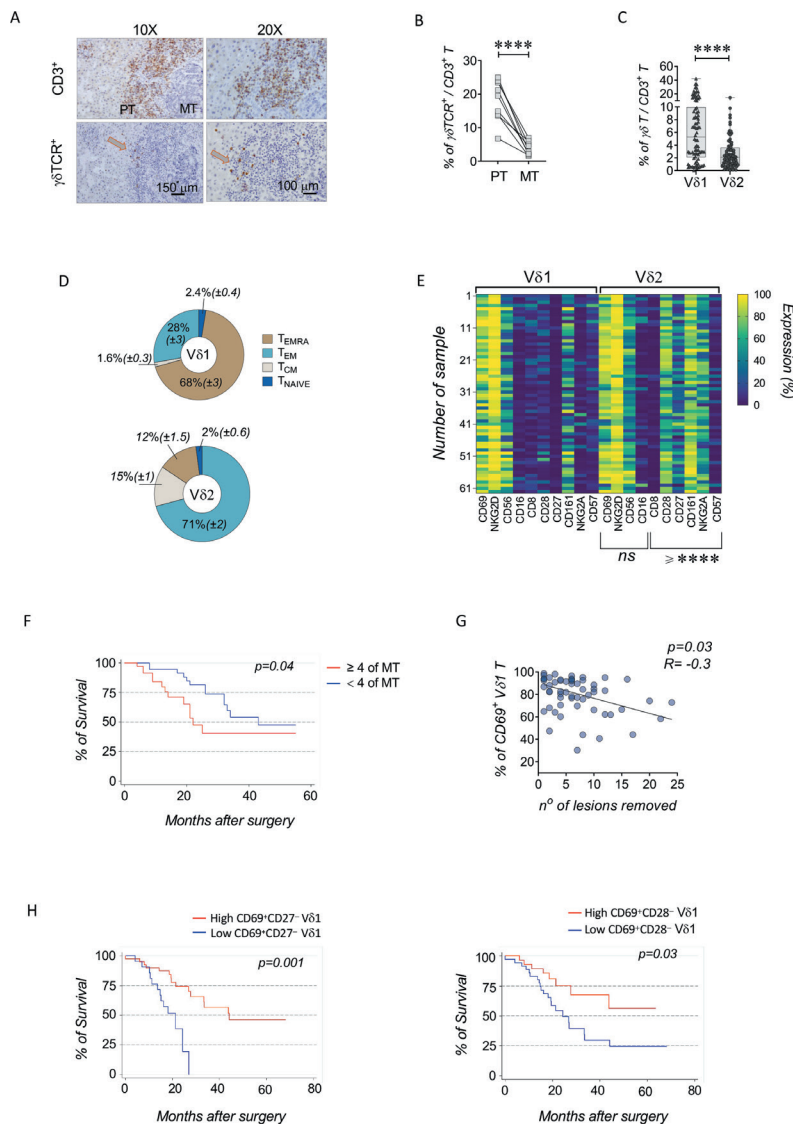 A
10X
20X
CD3⁺
PT
MT
γδTCR⁺
150 μm
100 μm
B
****
% of γδTCR⁺ / CD3⁺ T
25
20
15
10
5
0
PT
MT
C
****
% of γδ T / CD3⁺ T
60
40
20
10
8
6
4
2
0
Vδ1
Vδ2
D
2.4%(±0.4)
28%
(±3)
Vδ1
1.6%(±0.3)
68%(±3)
TEMRA
TEM
TCM
TNAIVE
12%(±1.5)
2%(±0.6)
15%(±1)
Vδ2
71%(±2)
E
Vδ1
Vδ2
Number of sample
1
11
21
31
41
51
61
100
80
60
40
20
0
Expression (%)
CD69
NKG2D
CD56
CD16
CD8
CD28
CD27
CD161
NKG2A
CD57
CD69
NKG2D
CD56
CD16
CD8
CD28
CD27
CD161
NKG2A
CD57
ns
⩾ ****
F
p=0.04
≥ 4 of MT
< 4 of MT
% of Survival
100
75
50
25
0
0
20
40
60
Months after surgery
G
p=0.03
R= -0.3
% of CD69⁺ Vδ1 T
100
80
60
40
20
0
0
5
10
15
20
25
nº of lesions removed
H
High CD69⁺CD27⁻ Vδ1
Low CD69⁺CD27⁻ Vδ1
p=0.001
% of Survival
100
75
50
25
0
0
20
40
60
80
Months after surgery
High CD69⁺CD28⁻ Vδ1
Low CD69⁺CD28⁻ Vδ1
p=0.03
% of Survival
100
75
50
25
0
0
20
40
60
80
Months after surgery